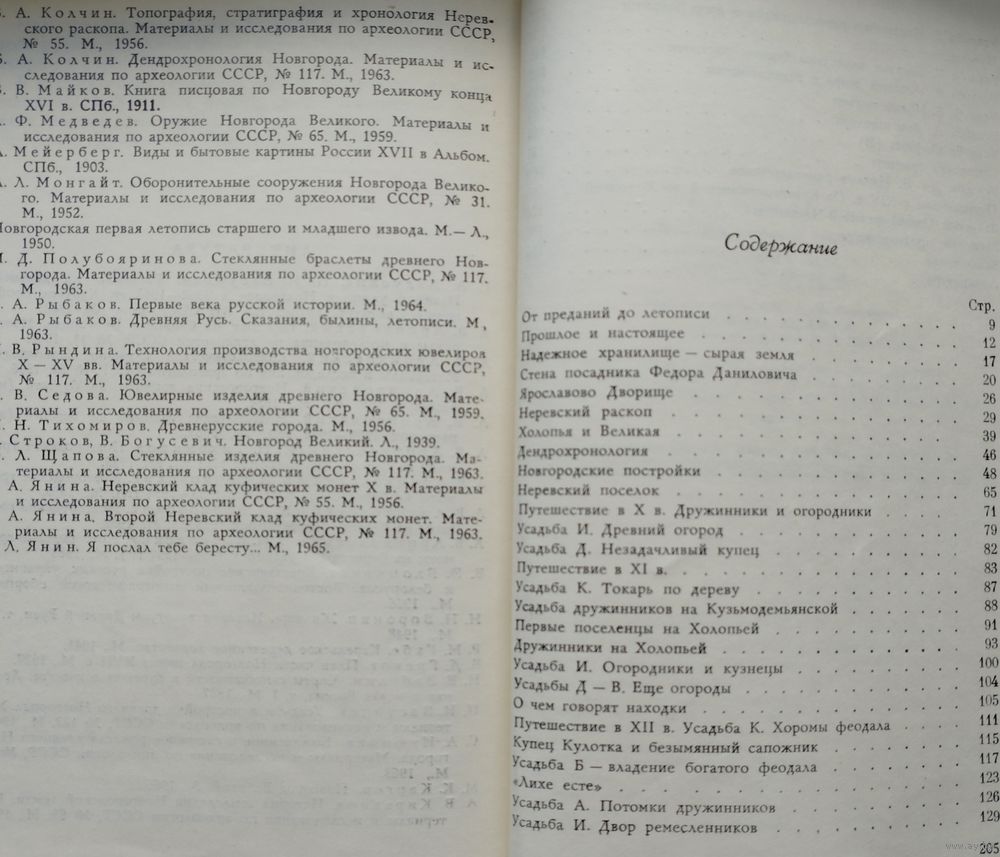 А. Колчин. Топография, стратиграфия и хронология Неревского
ского раскопа. Материалы и исследования по археологии СССР,
№ 55. М., 1956.
А. Колчин. Дендрохронология Новгорода. Материалы и ис-
следования по археологии СССР, № 117. М., 1963.
В. Майков. Книга писцовая по Новгороду Великому конца
XVI в. СПб., 1911.
Ф. Медведев. Оружие Новгорода Великого. Материалы и
исследования по археологии СССР, № 65. М., 1959.
Мейерберг. Виды и бытовые картины России XVII в Альбом.
СПб., 1903.
Л. Монгайт. Оборонительные сооружения Новгорода Велико-
го. Материалы и исследования по археологии СССР, № 31.
М., 1952.
Новгородская первая летопись старшего и младшего извода. М.— Л.,
1950.
Д. Полубояринова. Стеклянные браслеты древнего Нов-
города. Материалы и исследования по археологии СССР, № 117.
М., 1963.
А. Рыбаков. Первые века русской истории. М., 1964.
А. Рыбаков. Древняя Русь. Сказания, былины, летописи. М,
1963.
В. Рындина. Технология производства новгородских ювелиров
X — XV вв. Материалы и исследования по археологии СССР,
№ 117. М., 1963.
В. Седова. Ювелирные изделия древнего Новгорода. Мате-
риалы и исследования по археологии СССР, № 65. М., 1959.
Н. Тихомиров. Древнерусские города. М., 1956.
Строков, В. Богусевич. Новгород Великий. Л., 1939.
Л. Щапова. Стеклянные изделия древнего Новгорода. Ма-
териалы и исследования по археологии СССР, № 117. М., 1963.
А. Янина. Неревский клад куфических монет X в. Материалы
и исследования по археологии СССР, № 55. М., 1956.
А. Янина, Второй Неревский клад куфических монет. Мате-
риалы и исследования по археологии СССР, № 117. М., 1963.
Л. Янин. Я послал тебе бересту... М., 1965.
Содержание
Стр.
От преданий до летописи 9
Прошлое и настоящее 12
Надежное хранилище — сырая земля 17
Стена посадника Федора Даниловича 20
Ярославово Дворище 26
Неревский раскоп 29
Холопья и Великая 39
Дендрохронология 46
Новгородские постройки 48
Неревский поселок 65
Путешествие в X в. Дружинники и огородники 71
Усадьба И. Древний огород 79
Усадьба Д. Незадачливый купец 82
Путешествие в XI в. 83
Усадьба К. Токарь по дереву 87
Усадьба дружинников на Кузьмодемьянской 88
Первые поселенцы на Холопьей 91
Дружинники на Холопьей 93
Усадьба И. Огородники и кузнецы 100
Усадьбы Д — В. Еще огороды 104
О чем говорят находки 105
Путешествие в XII в. Усадьба К. Хоромы феодала 111
Купец Кулотка и безымянный сапожник 115
Усадьба Б — владение богатого феодала 117
«Лихе есте» 123
Усадьба А. Потомки дружинников 126
Усадьба И. Двор ремесленников 129
205